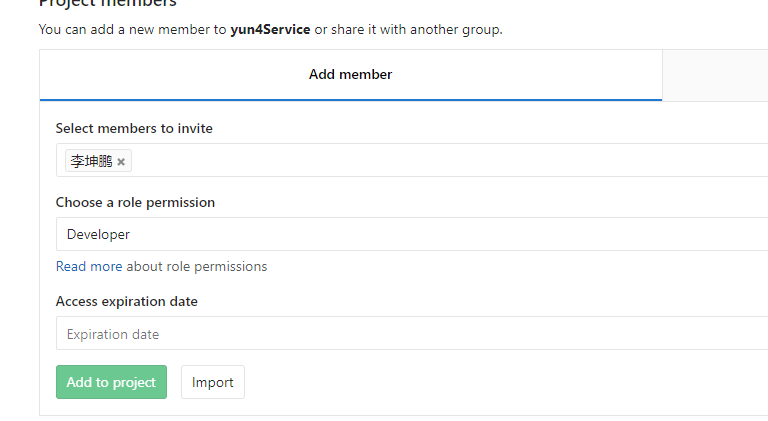 Project members
You can add a new member to yun4Service or share it with another group.
Add member
Select members to invite
李坤鹏 ×
Choose a role permission
Developer
Read more about role permissions
Access expiration date
Expiration date
Add to project Import